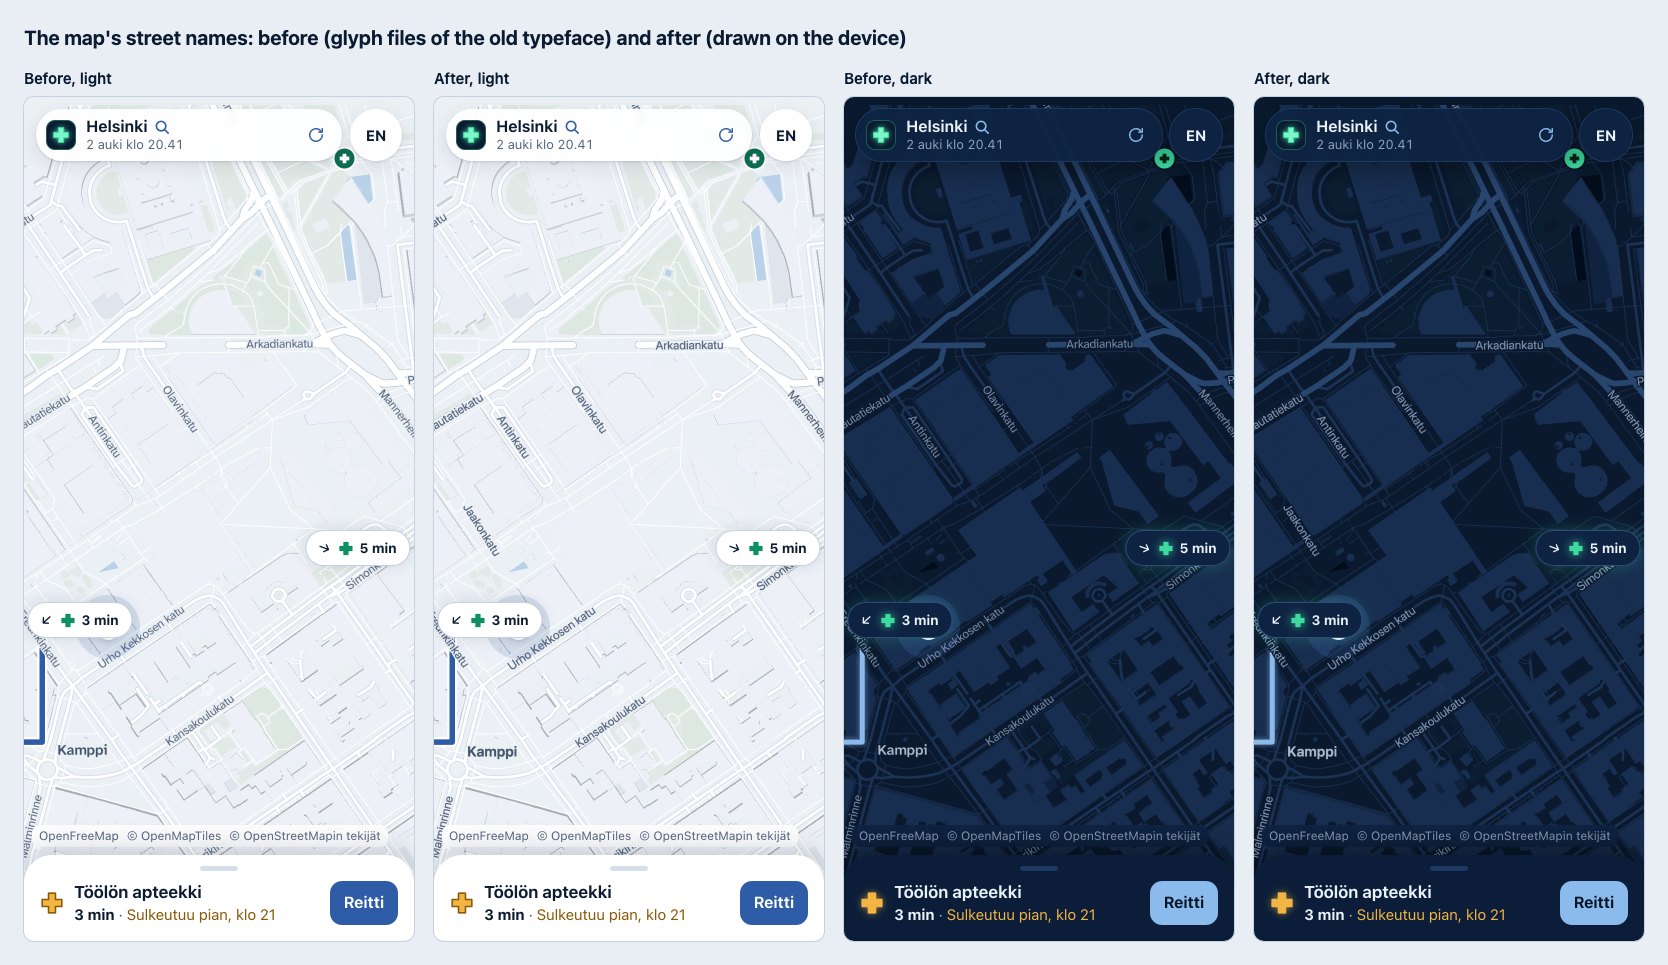 The map's street names: before (glyph files of the old typeface) and after (drawn on the device)
Before, light
Helsinki
2 auki klo 20.41
EN
Arkadiankatu
Olavinkatu
Antinkatu
5 min
3 min
Urho Kekkosen katu
Kansakoulukatu
Kamppi
Malminrinne
OpenFreeMap © OpenMapTiles © OpenStreetMapin tekijät
Töölön apteekki
3 min · Sulkeutuu pian, klo 21
Reitti
After, light
Helsinki
2 auki klo 20.41
EN
Arkadiankatu
Olavinkatu
Antinkatu
Jaakonkatu
5 min
3 min
Urho Kekkosen katu
Kansakoulukatu
Kamppi
OpenFreeMap © OpenMapTiles © OpenStreetMapin tekijät
Töölön apteekki
3 min · Sulkeutuu pian, klo 21
Reitti
Before, dark
Helsinki
2 auki klo 20.41
EN
Arkadiankatu
Olavinkatu
Antinkatu
5 min
3 min
Urho Kekkosen katu
Kansakoulukatu
Kamppi
OpenFreeMap © OpenMapTiles © OpenStreetMapin tekijät
Töölön apteekki
3 min · Sulkeutuu pian, klo 21
Reitti
After, dark
Helsinki
2 auki klo 20.41
EN
Arkadiankatu
Olavinkatu
Antinkatu
Jaakonkatu
5 min
3 min
Urho Kekkosen katu
Kansakoulukatu
Kamppi
OpenFreeMap © OpenMapTiles © OpenStreetMapin tekijät
Töölön apteekki
3 min · Sulkeutuu pian, klo 21
Reitti